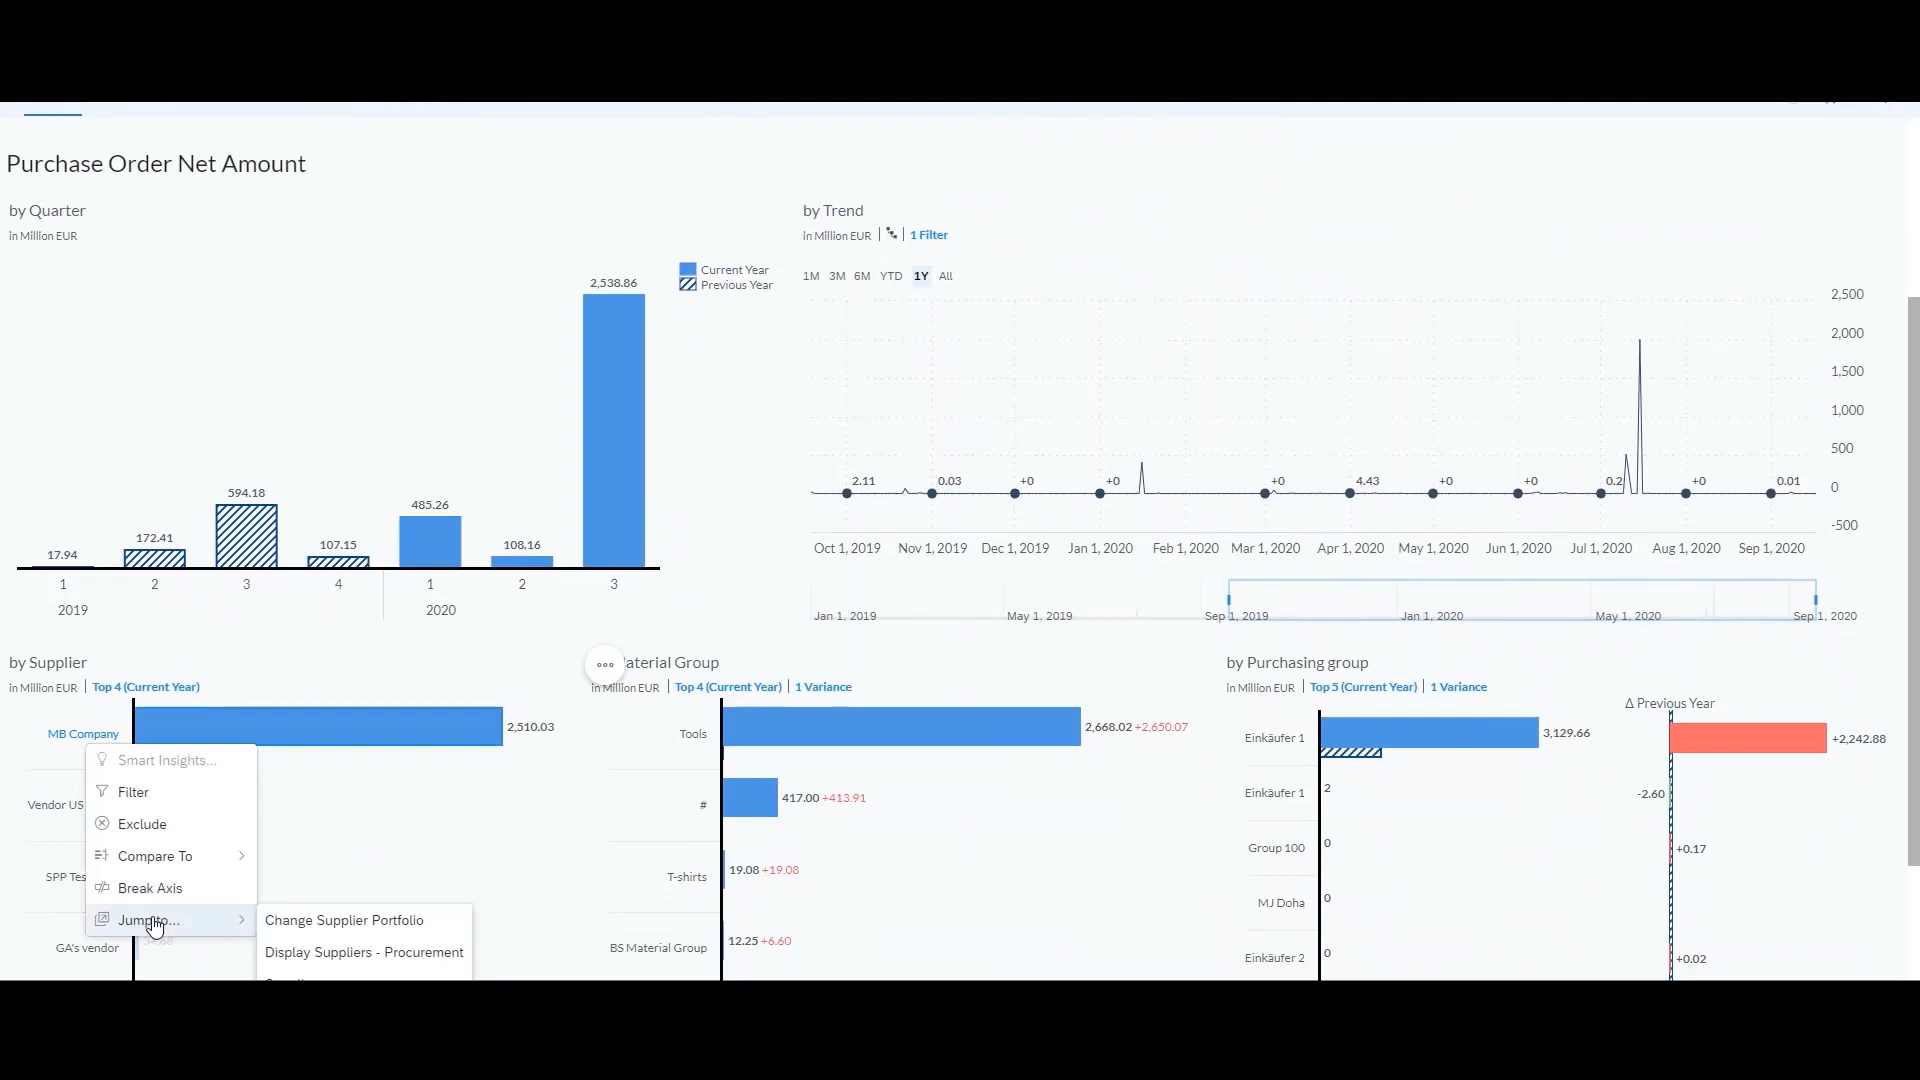 Purchase Order Net Amount
by Quarter
in Million EUR
Current Year
Previous Year
2,538.86
594.18
485.26
172.41
107.15
108.16
17.94
1 2 3 4 1 2 3
2019 2020
by Trend
in Million EUR 1 Filter
1M 3M 6M YTD 1Y All
2,500
2,000
1,500
1,000
500
0
-500
2.11 0.03 +0 +0 +0 4.43 +0 +0 0.2 +0 0.01
Oct 1, 2019 Nov 1, 2019 Dec 1, 2019 Jan 1, 2020 Feb 1, 2020 Mar 1, 2020 Apr 1, 2020 May 1, 2020 Jun 1, 2020 Jul 1, 2020 Aug 1, 2020 Sep 1, 2020
Jan 1, 2019 May 1, 2019 Sep 1, 2019 Jan 1, 2020 May 1, 2020 Sep 1, 2020
by Supplier
in Million EUR Top 4 (Current Year)
MB Company 2,510.03
Vendor US
SPP Tes
GA's vendor
Smart Insights...
Filter
Exclude
Compare To
Break Axis
Jump to...
Change Supplier Portfolio
Display Suppliers - Procurement
aterial Group
in Million EUR Top 4 (Current Year) 1 Variance
Tools 2,668.02 +2,650.07
# 417.00 +413.91
T-shirts 19.08 +19.08
BS Material Group 12.25 +6.60
by Purchasing group
in Million EUR Top 5 (Current Year) 1 Variance
Δ Previous Year
Einkäufer 1 3,129.66 +2,242.88
Einkäufer 1 2 -2.60
Group 100 0 +0.17
MJ Doha 0
Einkäufer 2 0 +0.02